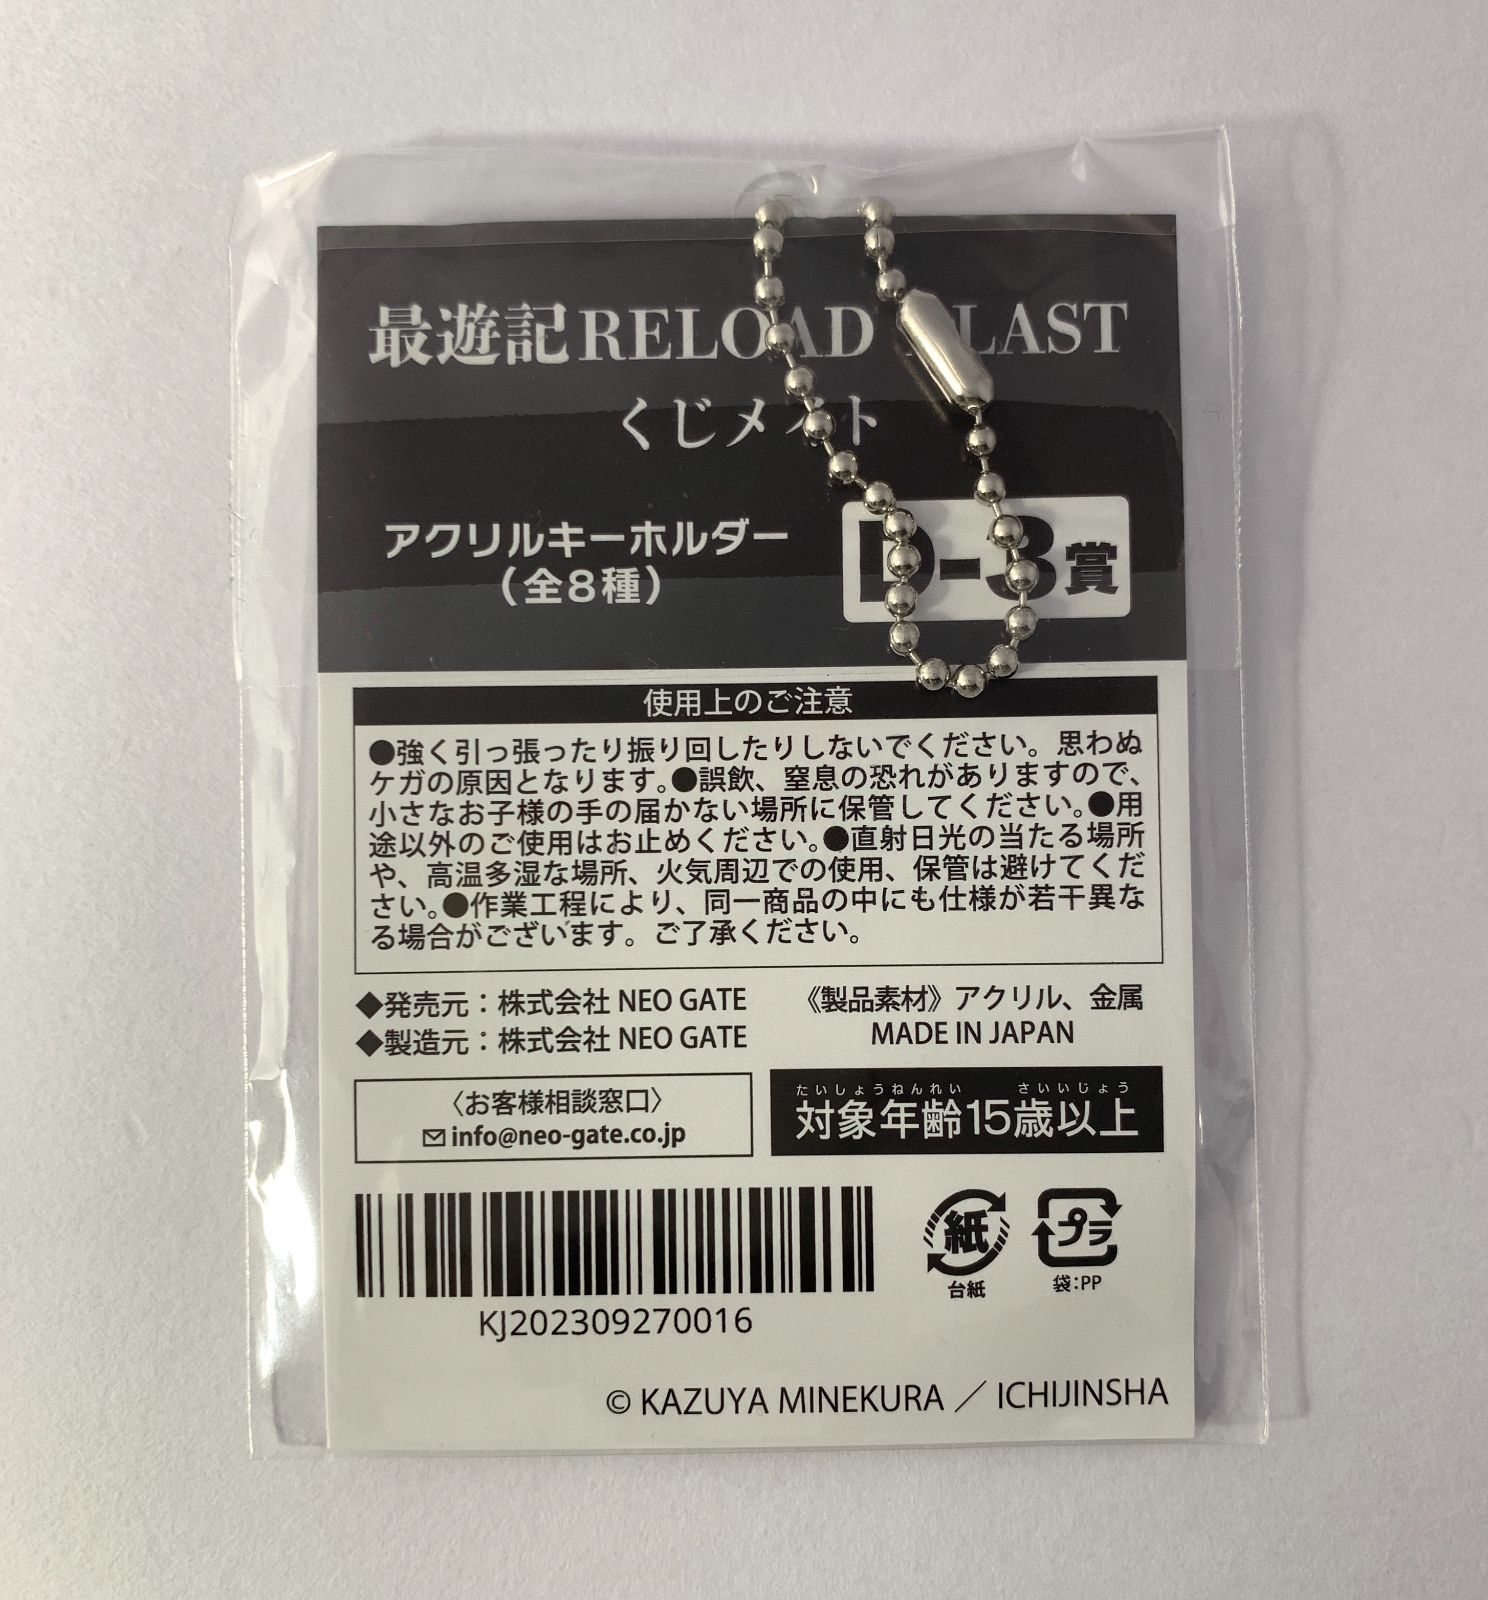 最遊記RELOAD BLAST
くじメイト
アクリルキーホルダー
（全8種）
D-3賞
使用上のご注意
●強く引っ張ったり振り回したりしないでください。思わぬ
ケガの原因となります。●誤飲、窒息の恐れがありますので、
小さなお子様の手の届かない場所に保管してください。●用
途以外のご使用はお止めください。●直射日光の当たる場所
や、高温多湿な場所、火気周辺での使用、保管は避けてくだ
さい。●作業工程により、同一商品の中にも仕様が若干異な
る場合がございます。ご了承ください。
◆発売元：株式会社 NEO GATE
◆製造元：株式会社 NEO GATE
《製品素材》アクリル、金属
MADE IN JAPAN
〈お客様相談窓口〉
info@neo-gate.co.jp
たいしょうねんれい さいいじょう
対象年齢15歳以上
KJ202309270016
紙
台紙
プラ
袋:PP
© KAZUYA MINEKURA ／ ICHIJINSHA